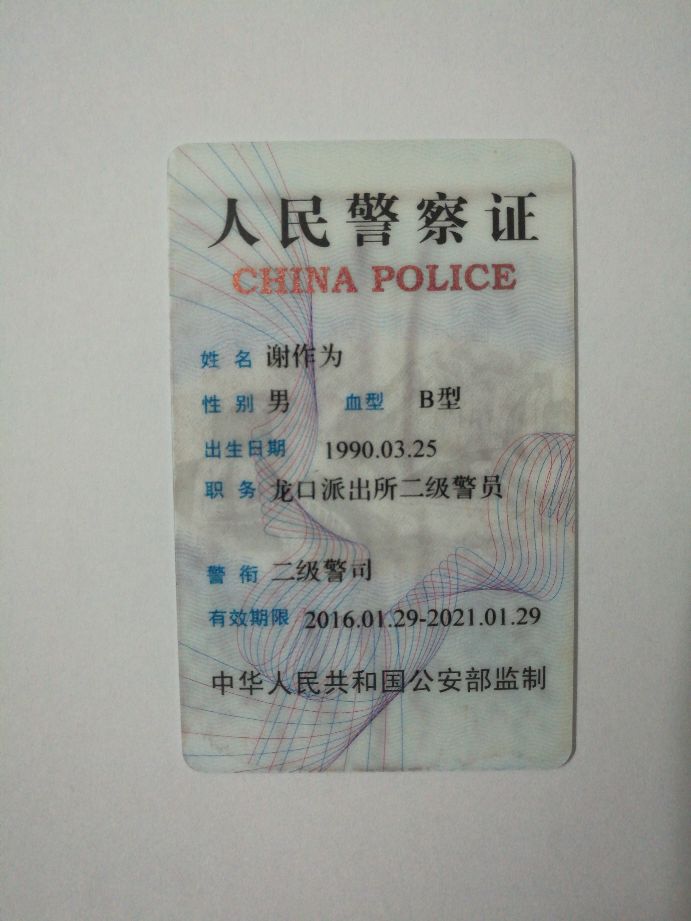 人民警察证
CHINA POLICE
姓名 谢作为
性别 男 血型 B型
出生日期 1990.03.25
职务 龙口派出所二级警员
警衔 二级警司
有效期限 2016.01.29-2021.01.29
中华人民共和国公安部监制